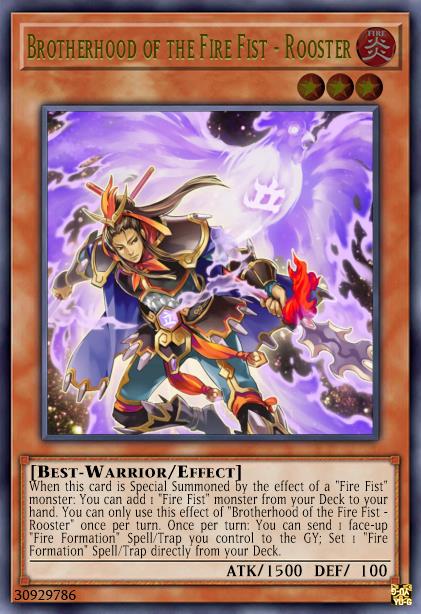 BROTHERHOOD OF THE FIRE FIST - ROOSTER
FIRE
炎
[BEST-WARRIOR/EFFECT]
When this card is Special Summoned by the effect of a "Fire Fist"
monster: You can add 1 "Fire Fist" monster from your Deck to your
hand. You can only use this effect of "Brotherhood of the Fire Fist -
Rooster" once per turn. Once per turn: You can send 1 face-up
"Fire Formation" Spell/Trap you control to the GY; Set 1 "Fire
Formation" Spell/Trap directly from your Deck.
ATK/1500 DEF/ 100
30929786